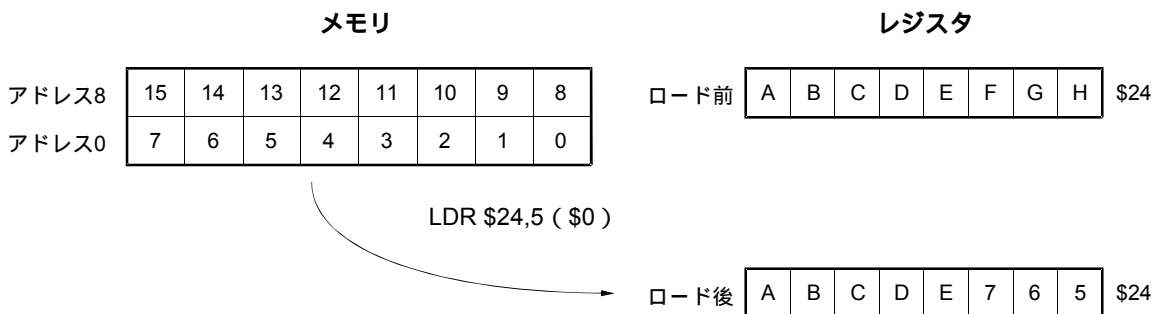 メモリ
レジスタ
アドレス8 15 14 13 12 11 10 9 8
ロード前 A B C D E F G H $24
アドレス0 7 6 5 4 3 2 1 0
LDR $24,5 ( $0 )
ロード後 A B C D E 7 6 5 $24